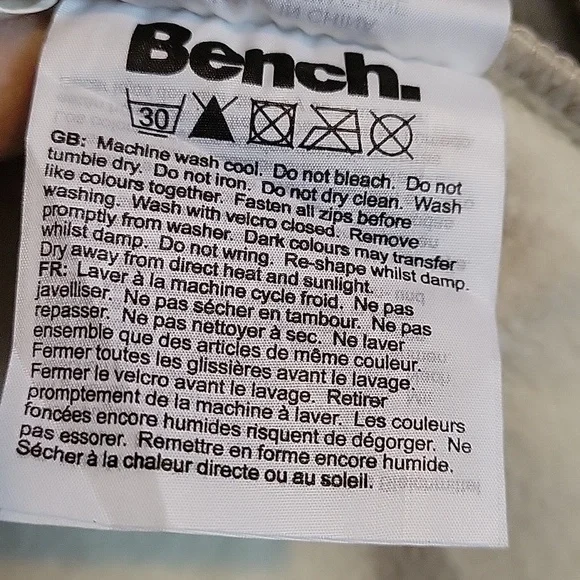 Bench.
30
GB: Machine wash cool. Do not bleach. Do not
tumble dry. Do not iron. Do not dry clean. Wash
like colours together. Fasten all zips before
washing. Wash with velcro closed. Remove
promptly from washer. Dark colours may transfer
whilst damp. Do not wring. Re-shape whilst damp.
Dry away from direct heat and sunlight.
FR: Laver à la machine cycle froid. Ne pas
javelliser. Ne pas sécher en tambour. Ne pas
repasser. Ne pas nettoyer à sec. Ne laver
ensemble que des articles de même couleur.
Fermer toutes les glissières avant le lavage.
Fermer le velcro avant le lavage. Retirer
promptement de la machine à laver. Les couleurs
foncées encore humides risquent de dégorger. Ne
pas essorer. Remettre en forme encore humide.
Sécher à la chaleur directe ou au soleil.